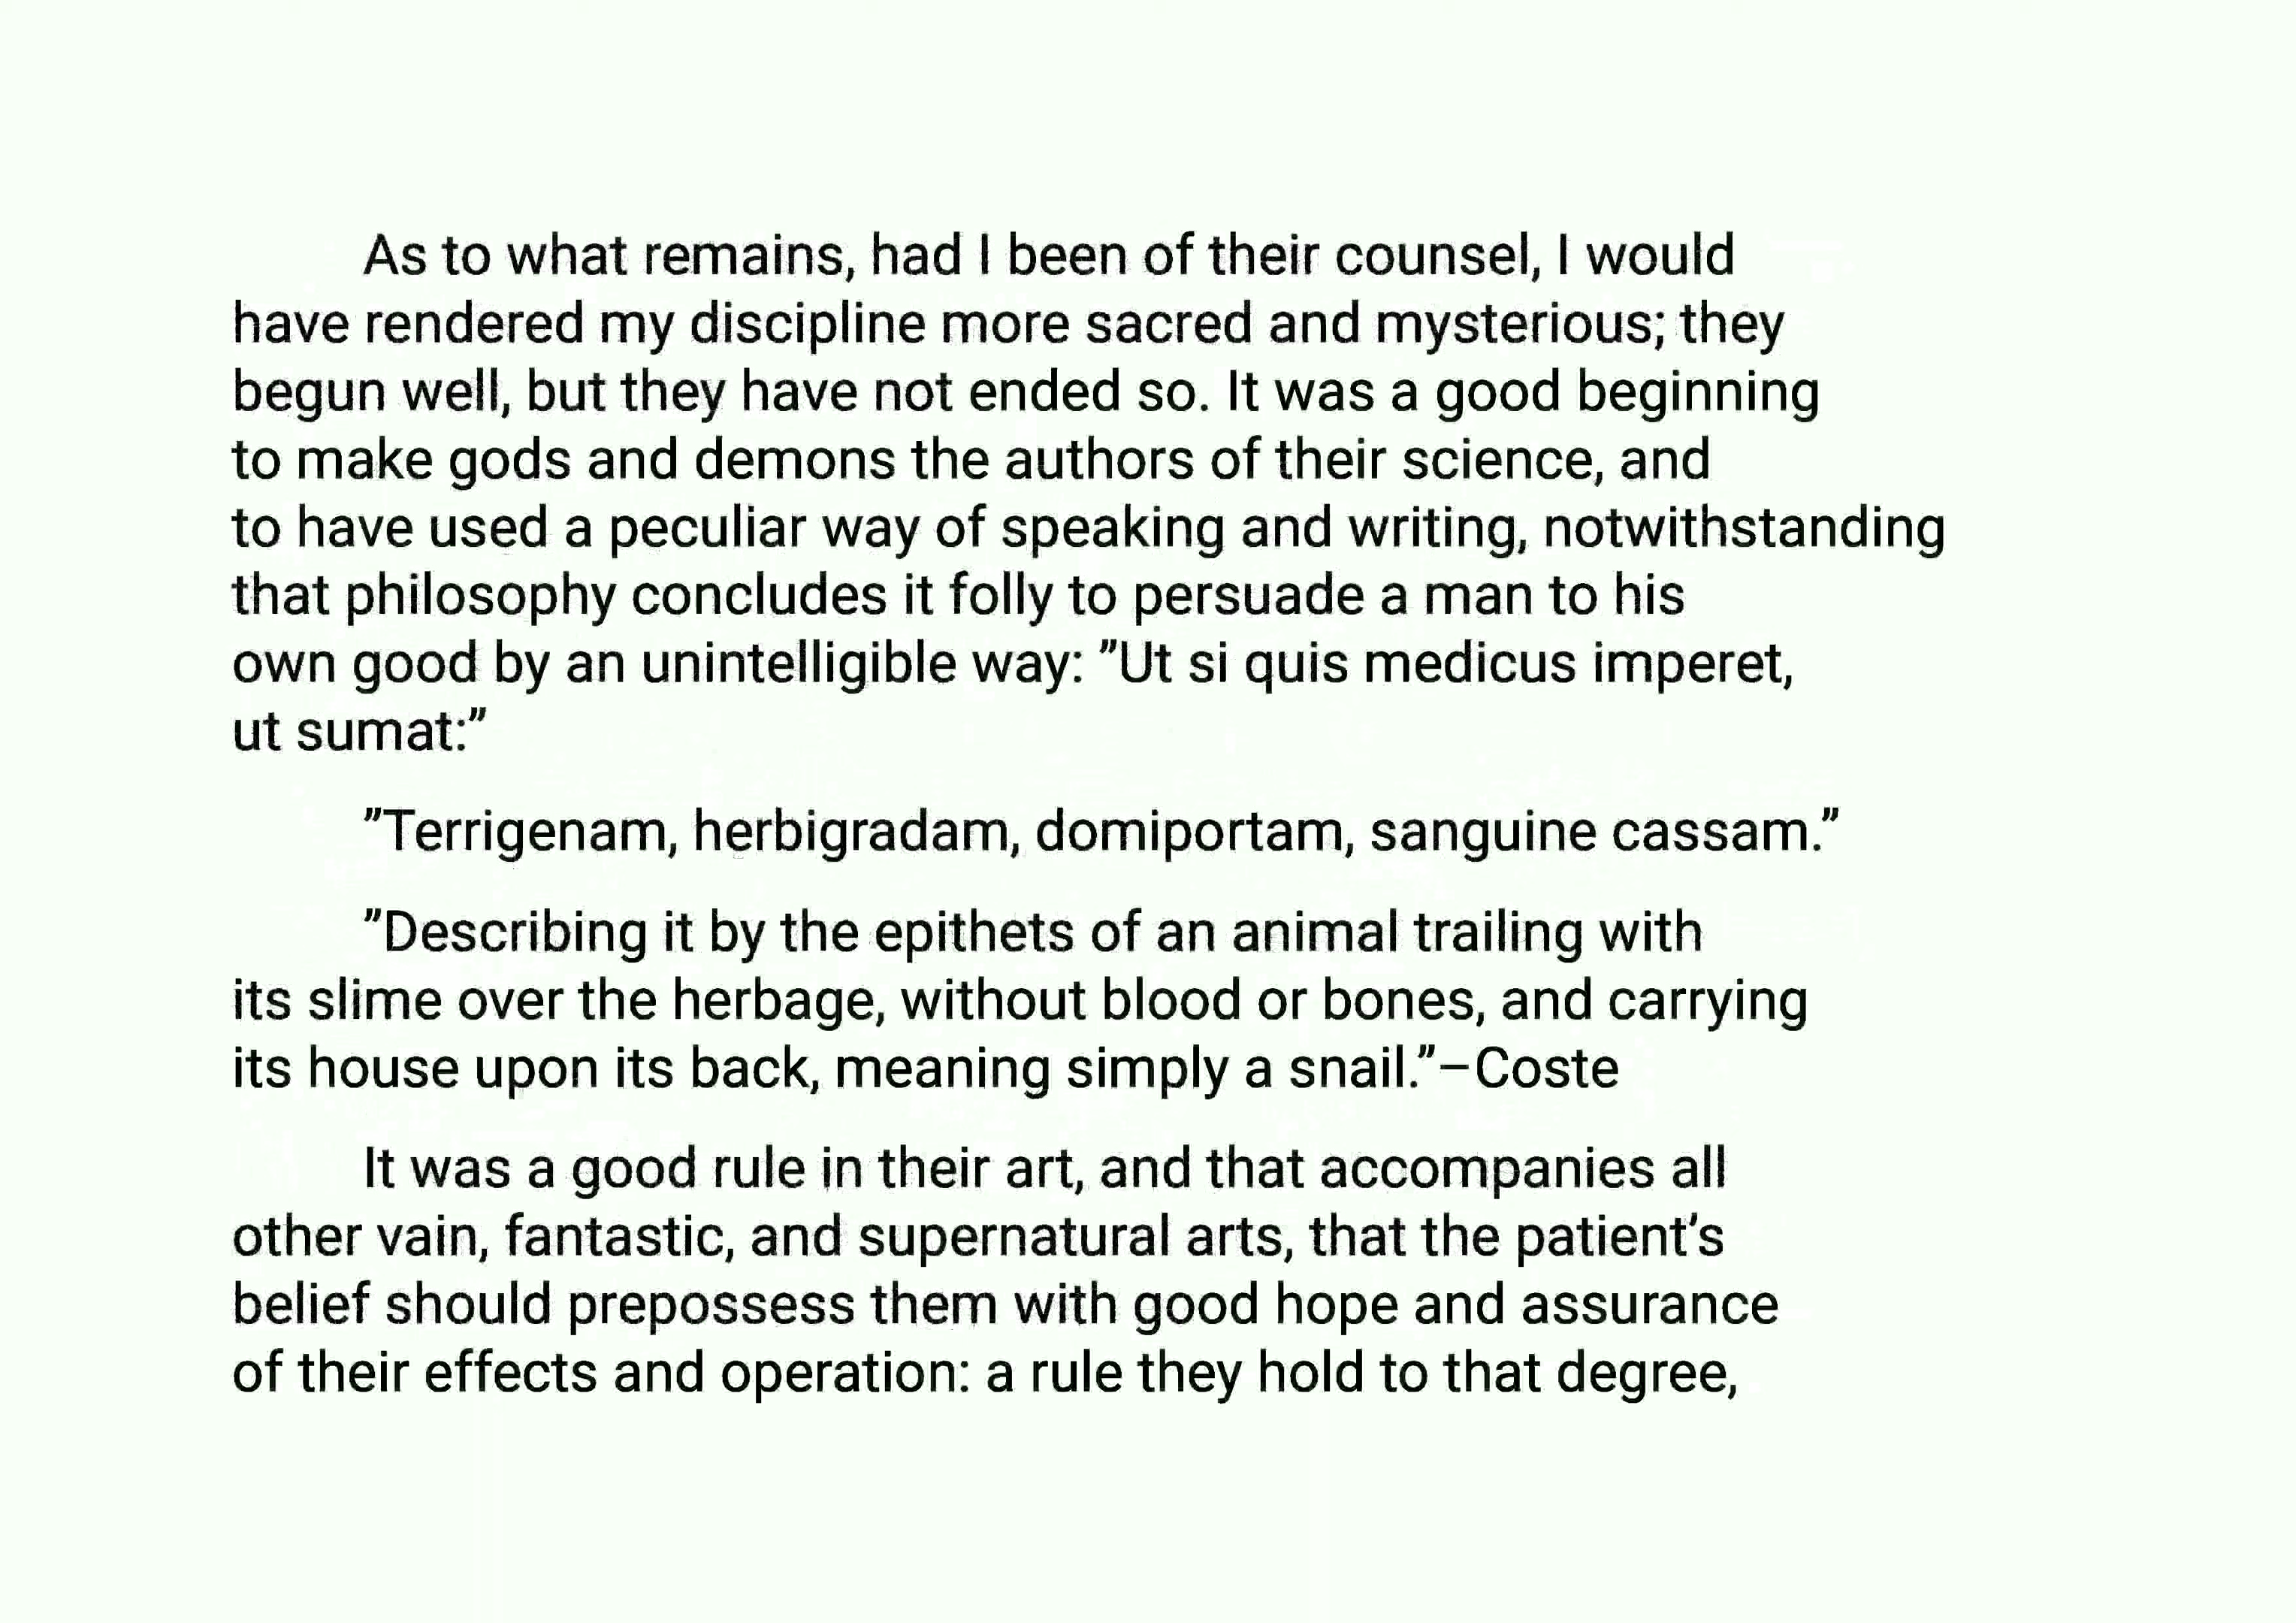 As to what remains, had I been of their counsel, I would
have rendered my discipline more sacred and mysterious; they
begun well, but they have not ended so. It was a good beginning
to make gods and demons the authors of their science, and
to have used a peculiar way of speaking and writing, notwithstanding
that philosophy concludes it folly to persuade a man to his
own good by an unintelligible way: ”Ut si quis medicus imperet,
ut sumat:”
”Terrigenam, herbigradam, domiportam, sanguine cassam.”
”Describing it by the epithets of an animal trailing with
its slime over the herbage, without blood or bones, and carrying
its house upon its back, meaning simply a snail.”–Coste
It was a good rule in their art, and that accompanies all
other vain, fantastic, and supernatural arts, that the patient’s
belief should prepossess them with good hope and assurance
of their effects and operation: a rule they hold to that degree,